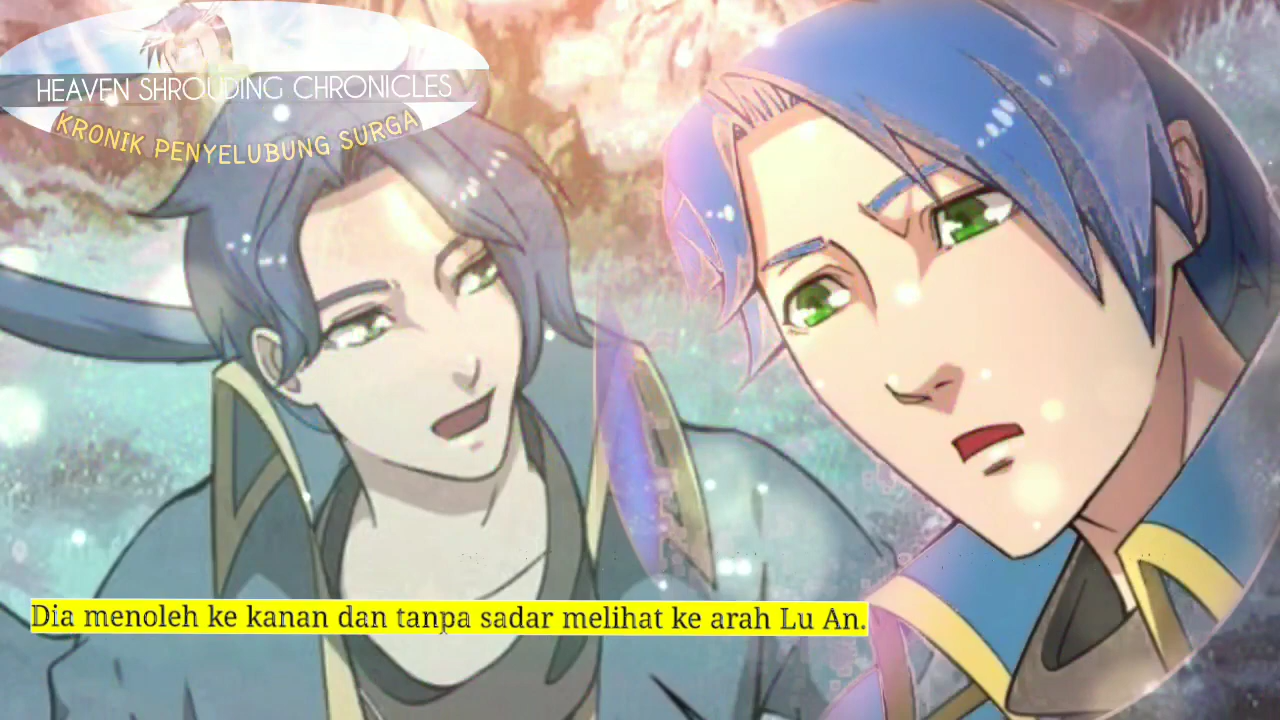 HEAVEN SHROUDING CHRONICLES
KRONIK PENYELUBUNG SURGA
Dia menoleh ke kanan dan tanpa sadar melihat ke arah Lu An.